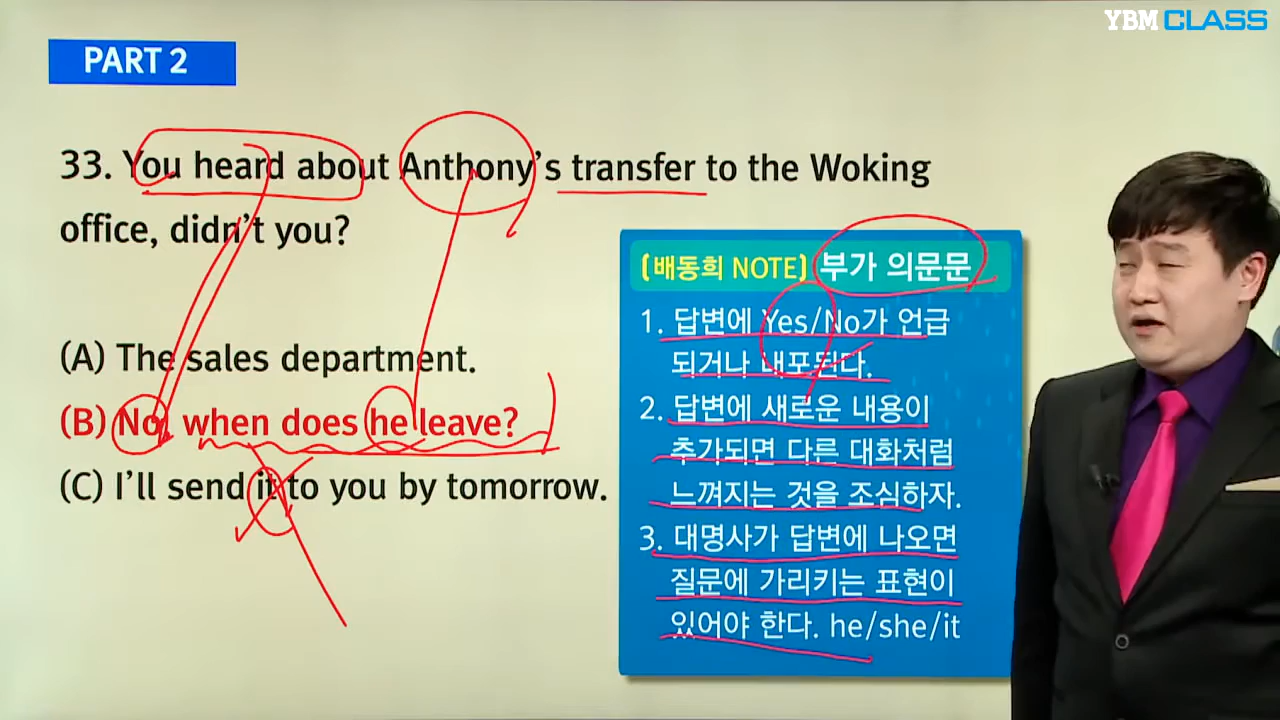 YBM CLASS
PART 2
33. You heard about Anthony's transfer to the Woking
office, didn't you?
(A) The sales department.
(B) No, when does he leave?
(C) I'll send it to you by tomorrow.
[배동희 NOTE] 부가 의문문
1. 답변에 Yes/No가 언급
되거나 내포된다.
2. 답변에 새로운 내용이
추가되면 다른 대화처럼
느껴지는 것을 조심하자.
3. 대명사가 답변에 나오면
질문에 가리키는 표현이
있어야 한다. he/she/it